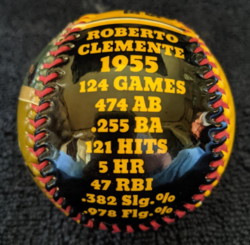 ROBERTO
CLEMENTE
1955
124 GAMES
474 AB
.255 BA
121 HITS
5 HR
47 RBI
.382 Slg.%
.978 Flg.%